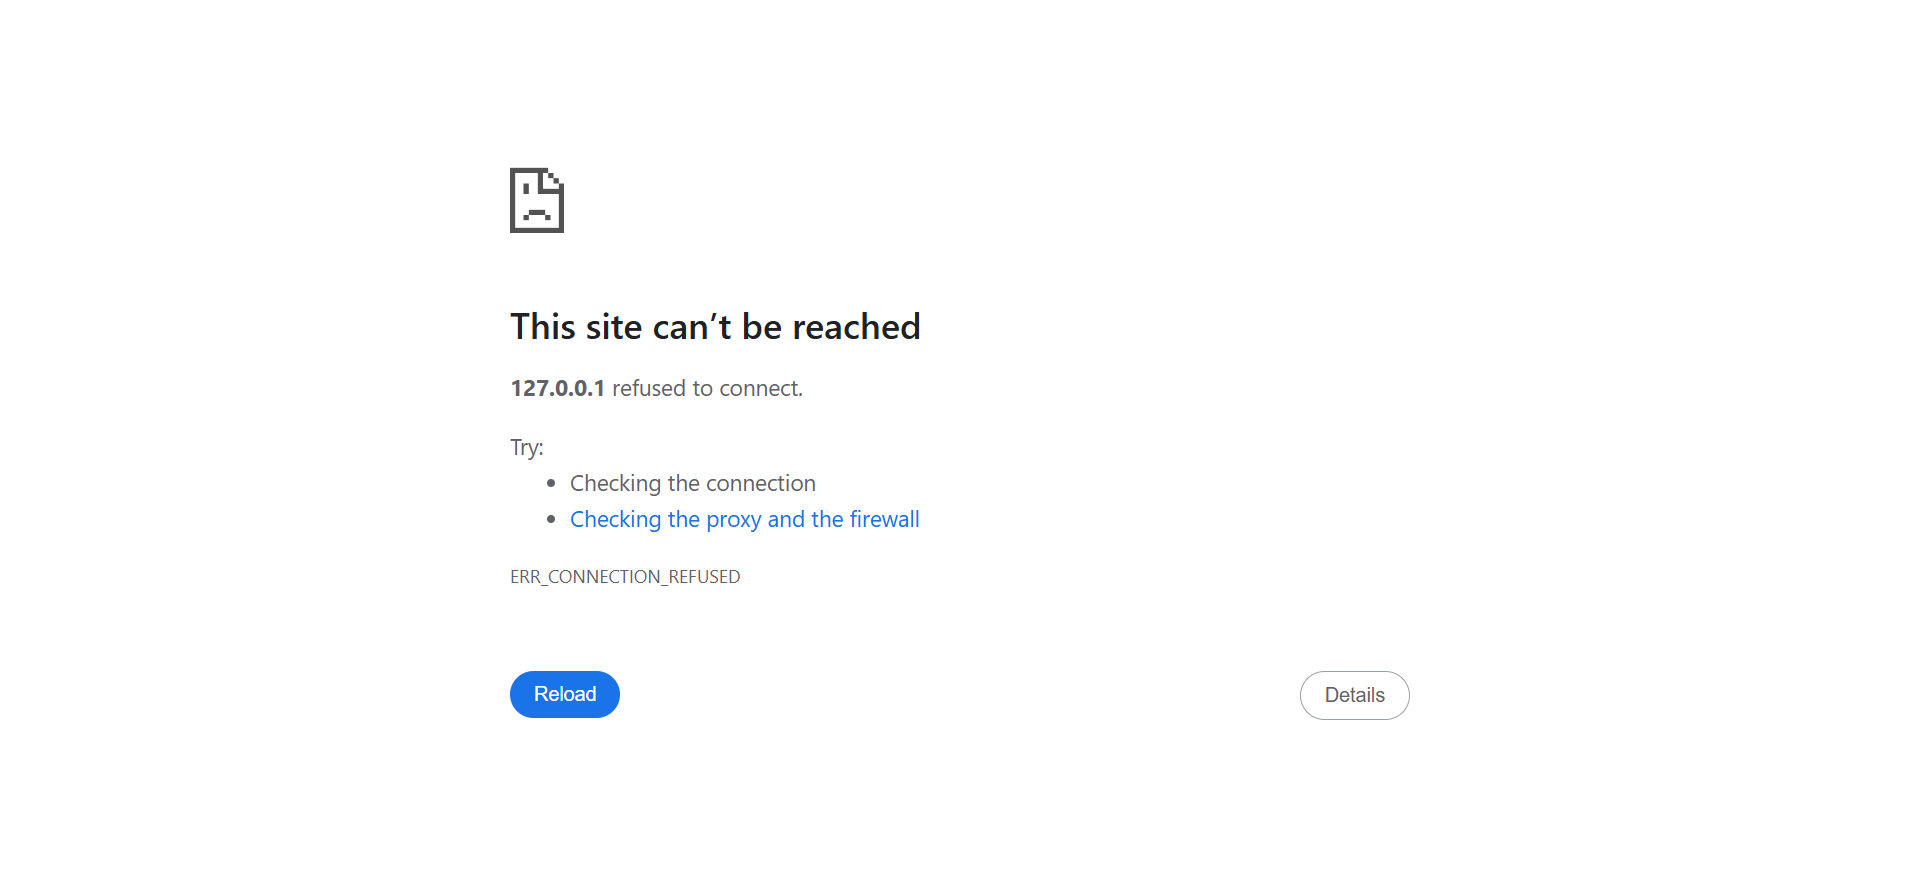 This site can’t be reached
127.0.0.1 refused to connect.
Try:
Checking the connection
Checking the proxy and the firewall
ERR_CONNECTION_REFUSED
Reload
Details